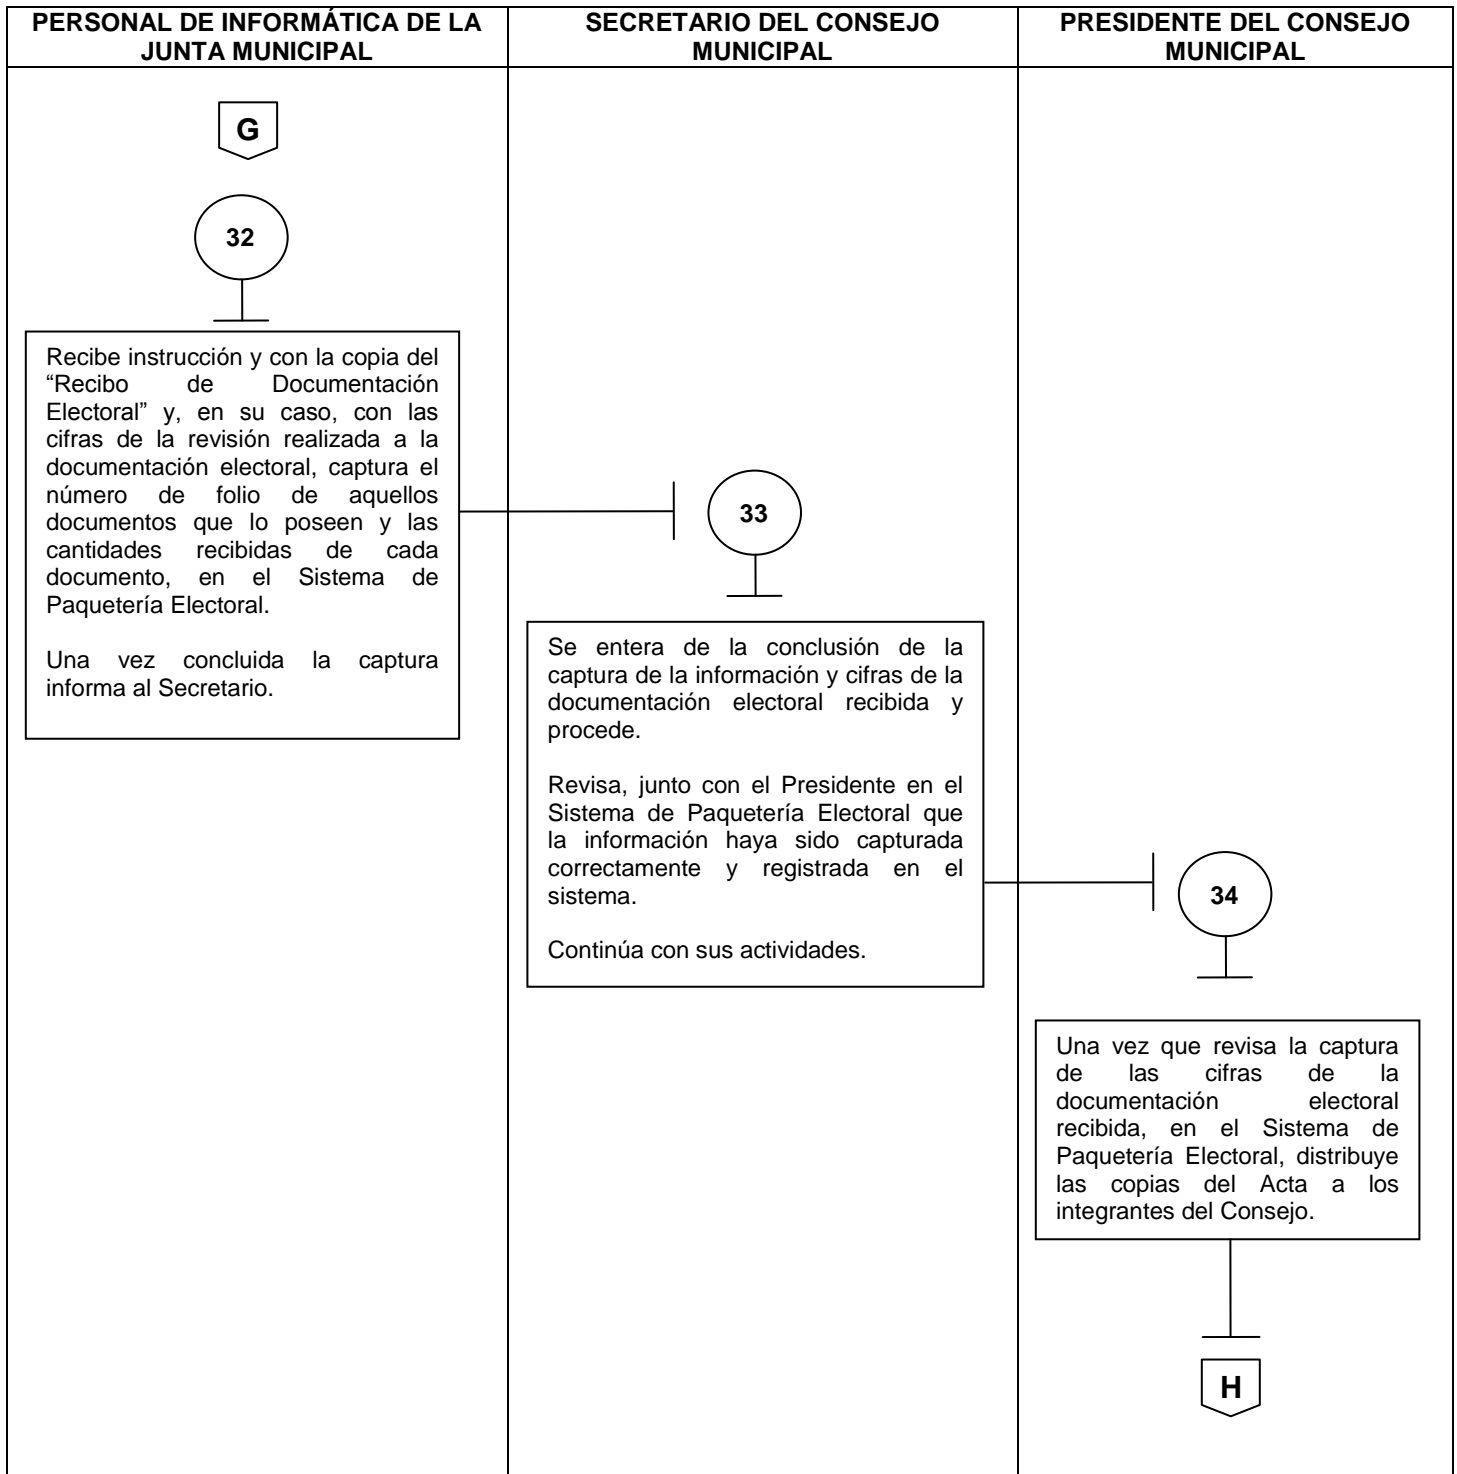 PERSONAL DE INFORMÁTICA DE LA
JUNTA MUNICIPAL
SECRETARIO DEL CONSEJO
MUNICIPAL
PRESIDENTE DEL CONSEJO
MUNICIPAL
G
32
Recibe instrucción y con la copia del
“Recibo de Documentación
Electoral” y, en su caso, con las
cifras de la revisión realizada a la
documentación electoral, captura el
número de folio de aquellos
documentos que lo poseen y las
cantidades recibidas de cada
documento, en el Sistema de
Paquetería Electoral.
Una vez concluida la captura
informa al Secretario.
33
Se entera de la conclusión de la
captura de la información y cifras de la
documentación electoral recibida y
procede.
Revisa, junto con el Presidente en el
Sistema de Paquetería Electoral que
la información haya sido capturada
correctamente y registrada en el
sistema.
Continúa con sus actividades.
34
Una vez que revisa la captura
de las cifras de la
documentación electoral
recibida, en el Sistema de
Paquetería Electoral, distribuye
las copias del Acta a los
integrantes del Consejo.
H